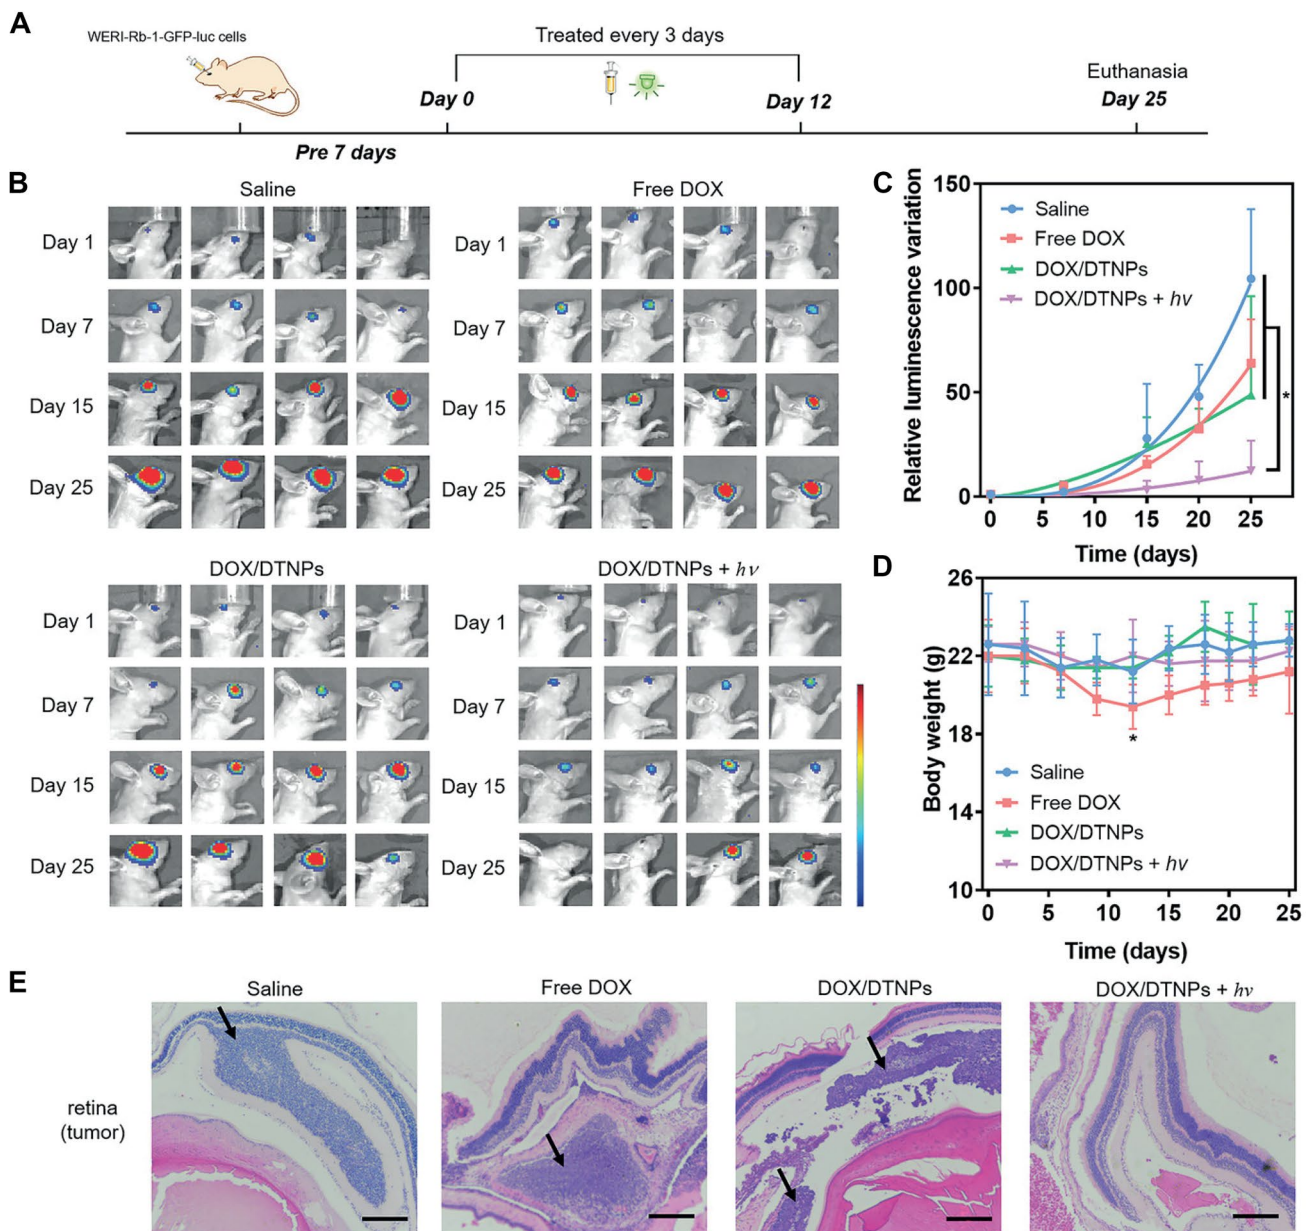 A
WERI-Rb-1-GFP-luc cells
Treated every 3 days
Day 0
Day 12
Euthanasia
Day 25
Pre 7 days
B
Saline
Free DOX
Day 1
Day 7
Day 15
Day 25
Day 1
Day 7
Day 15
Day 25
DOX/DTNPs
DOX/DTNPs + hν
Day 1
Day 7
Day 15
Day 25
Day 1
Day 7
Day 15
Day 25
C
Relative luminescence variation
150
100
50
0
Saline
Free DOX
DOX/DTNPs
DOX/DTNPs + hν
*
0 5 10 15 20 25
Time (days)
D
Body weight (g)
26
22
18
14
10
*
Saline
Free DOX
DOX/DTNPs
DOX/DTNPs + hν
0 5 10 15 20 25
Time (days)
E
Saline
Free DOX
DOX/DTNPs
DOX/DTNPs + hν
retina
(tumor)